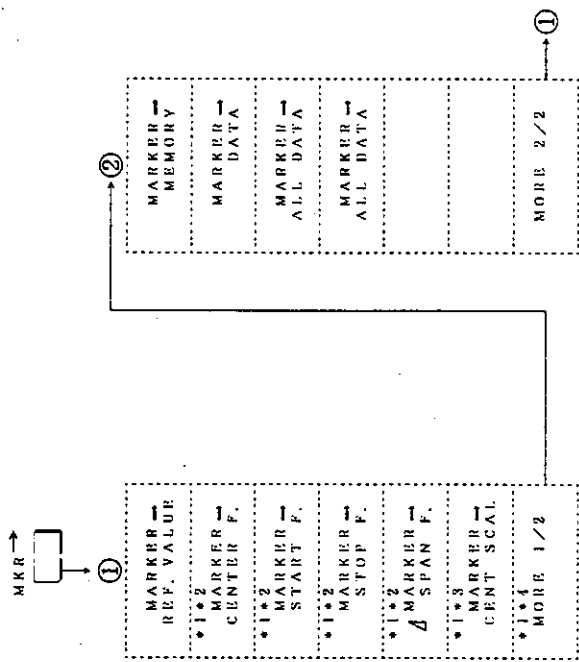 MKR→
①
MARKER→
REF. VALUE
*1*2
MARKER→
CENTER F.
*1*2
MARKER→
START F.
*1*2
MARKER→
STOP F.
*1*2
Δ MARKER→
SPAN F.
*1*3
MARKER→
CENT SCAL
*1*4
MORE 1/2
②
MARKER→
MEMORY
MARKER→
DATA
MARKER→
ALL DATA
MARKER→
ALL DATA
MORE 2/2
①